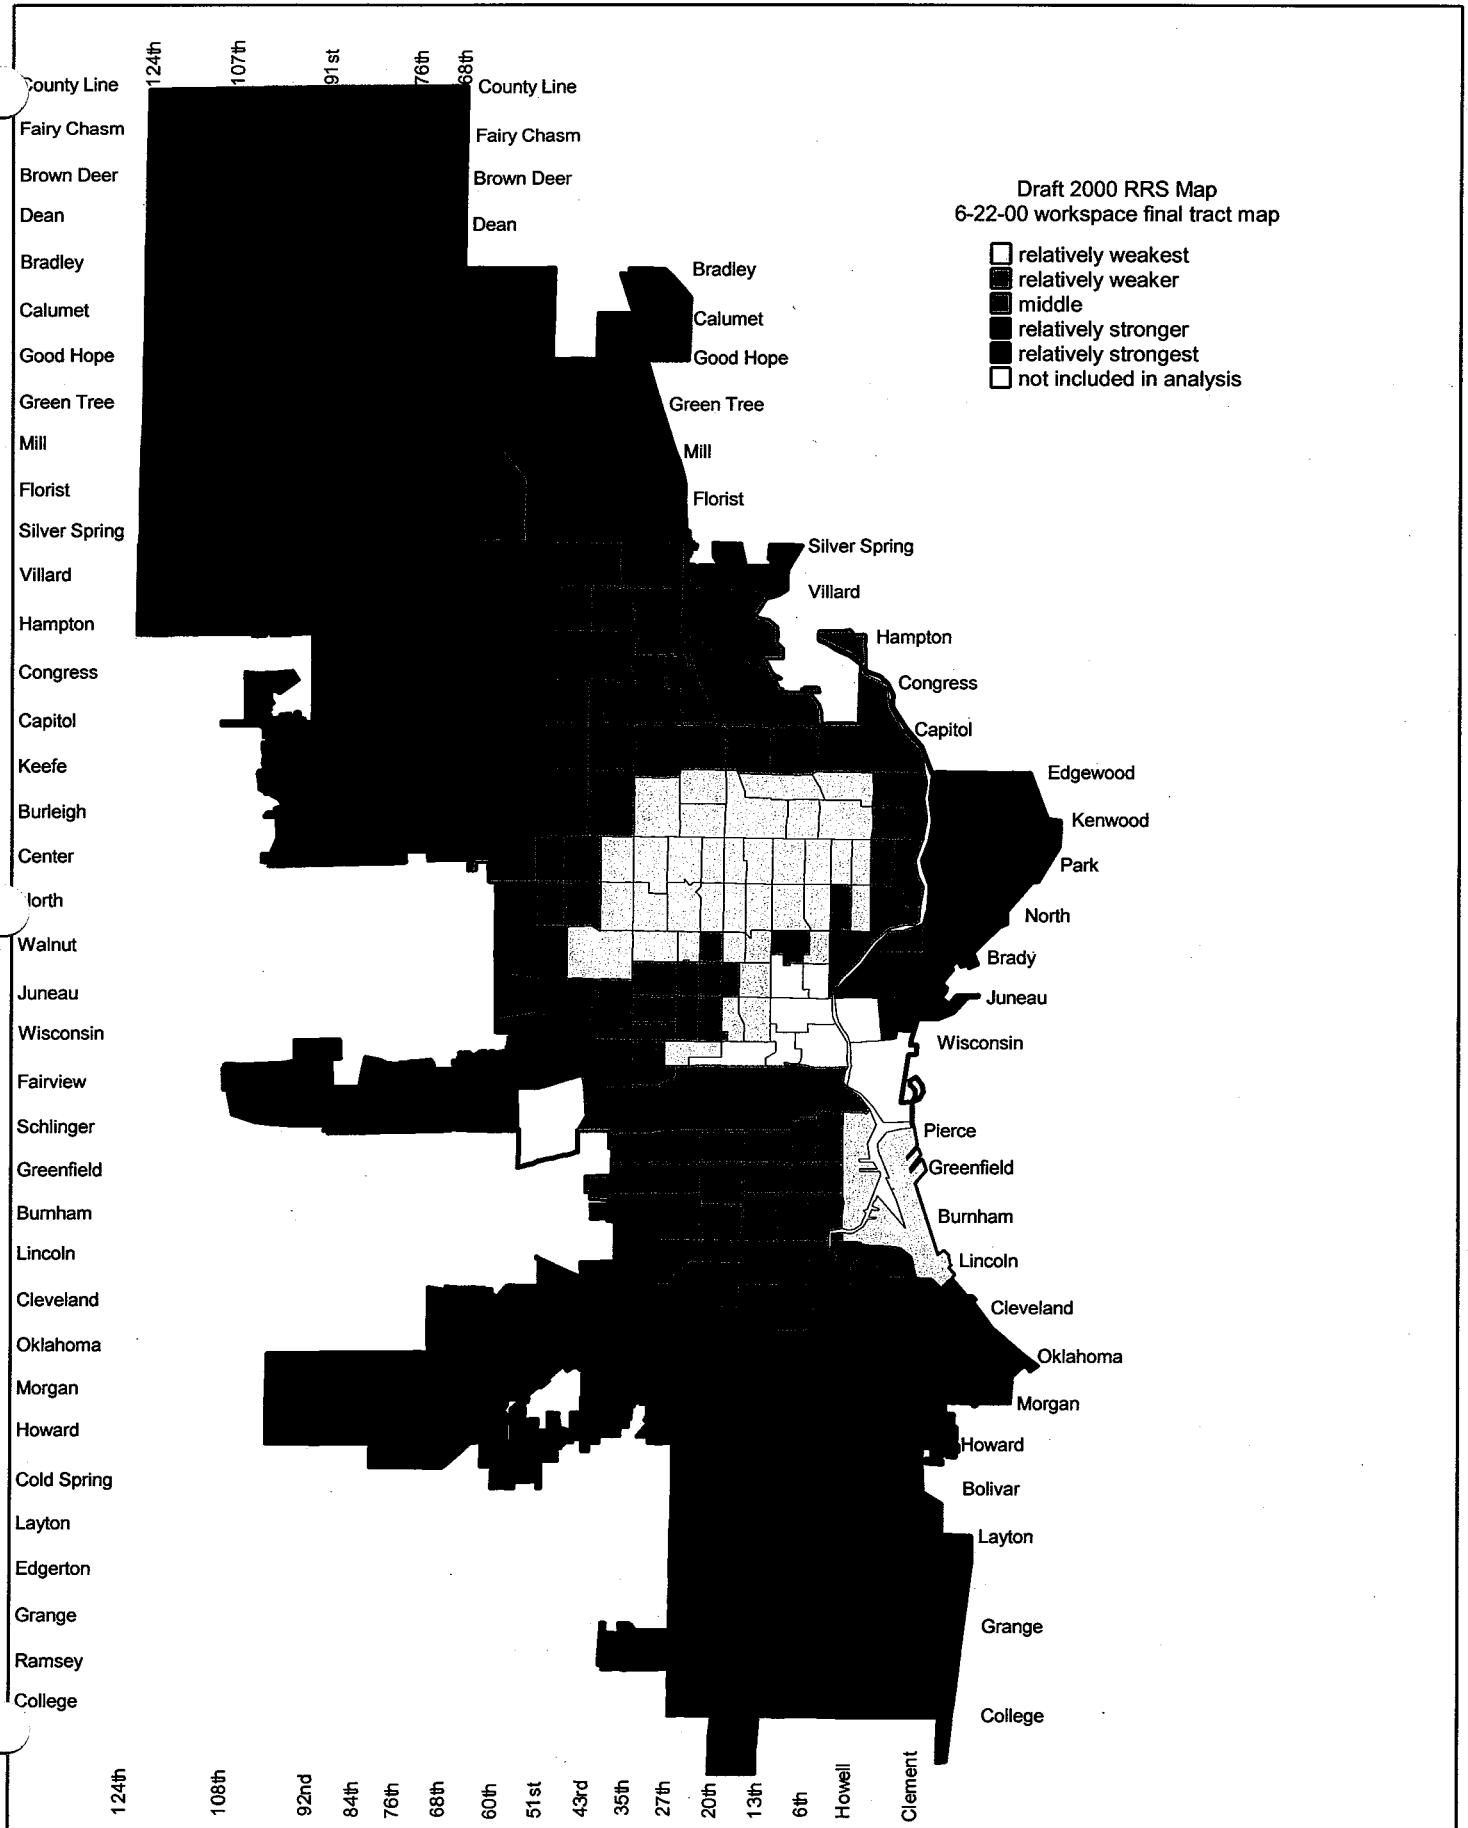 124th
107th
91st
76th
68th
County Line
County Line
Fairy Chasm
Fairy Chasm
Brown Deer
Brown Deer
Dean
Dean
Draft 2000 RRS Map
6-22-00 workspace final tract map
relatively weakest
relatively weaker
middle
relatively stronger
relatively strongest
not included in analysis
Bradley
Bradley
Calumet
Calumet
Good Hope
Good Hope
Green Tree
Green Tree
Mill
Mill
Florist
Florist
Silver Spring
Silver Spring
Villard
Villard
Hampton
Hampton
Congress
Congress
Capitol
Capitol
Keefe
Edgewood
Burleigh
Kenwood
Center
Park
North
North
Walnut
Brady
Juneau
Juneau
Wisconsin
Wisconsin
Fairview
Schlinger
Pierce
Greenfield
Greenfield
Burnham
Burnham
Lincoln
Lincoln
Cleveland
Cleveland
Oklahoma
Oklahoma
Morgan
Morgan
Howard
Howard
Cold Spring
Bolivar
Layton
Layton
Edgerton
Grange
Grange
Ramsey
College
College
124th
108th
92nd
84th
76th
68th
60th
51st
43rd
35th
27th
20th
13th
6th
Howell
Clement